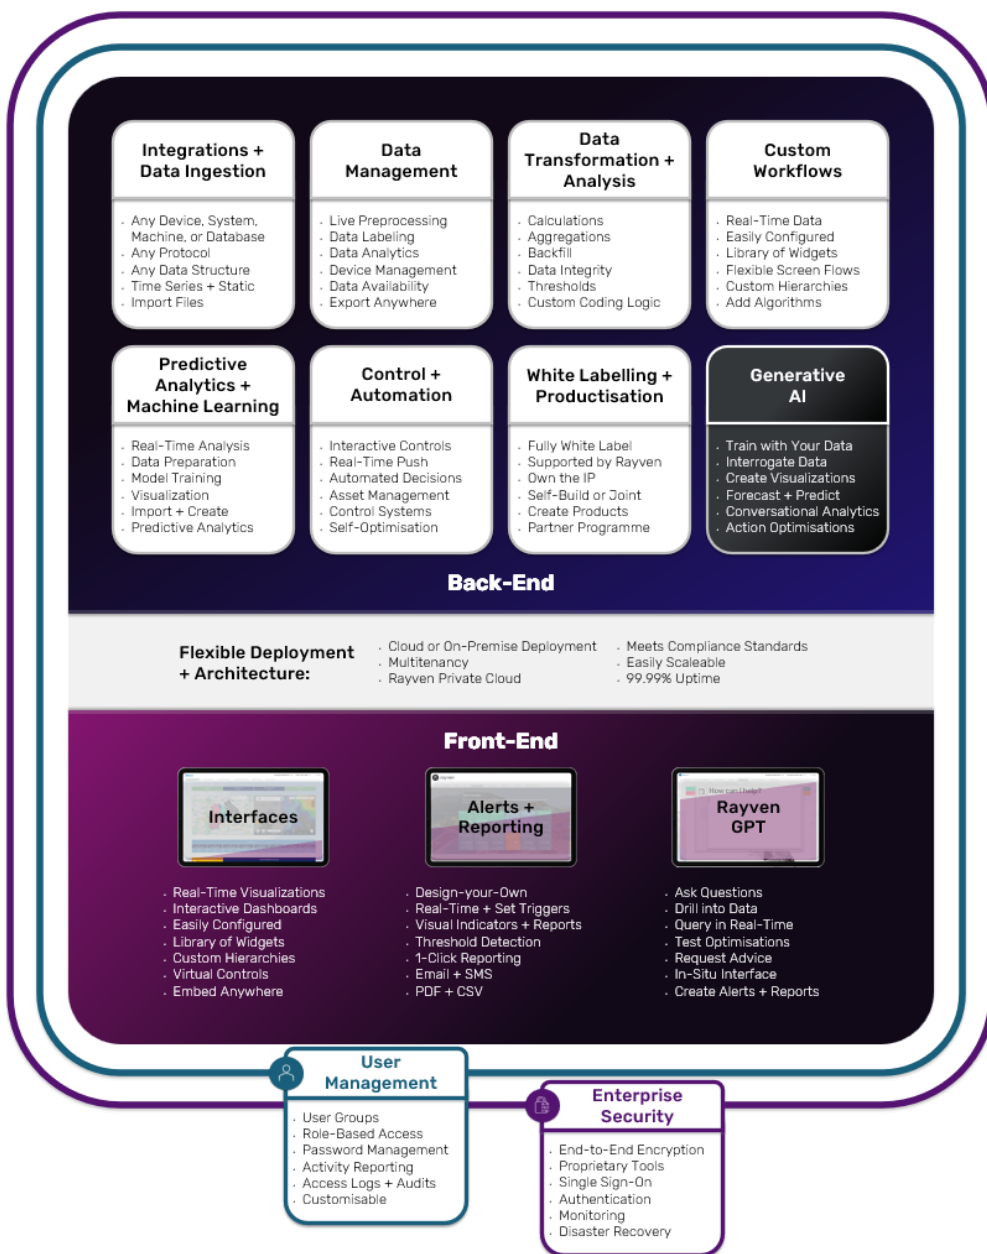 Integrations +
Data Ingestion
Any Device, System,
Machine, or Database
Any Protocol
Any Data Structure
Time Series + Static
Import Files
Data
Management
Live Preprocessing
Data Labeling
Data Analytics
Device Management
Data Availability
Export Anywhere
Data
Transformation +
Analysis
Calculations
Aggregations
Backfill
Data Integrity
Thresholds
Custom Coding Logic
Custom
Workflows
Real-Time Data
Easily Configured
Library of Widgets
Flexible Screen Flows
Custom Hierarchies
Add Algorithms
Predictive
Analytics +
Machine Learning
Real-Time Analysis
Data Preparation
Model Training
Visualization
Import + Create
Predictive Analytics
Control +
Automation
Interactive Controls
Real-Time Push
Automated Decisions
Asset Management
Control Systems
Self-Optimisation
White Labelling +
Productisation
Fully White Label
Supported by Rayven
Own the IP
Self-Build or Joint
Create Products
Partner Programme
Generative
AI
Train with Your Data
Interrogate Data
Create Visualizations
Forecast + Predict
Conversational Analytics
Action Optimisations
Back-End
Flexible Deployment
+ Architecture:
Cloud or On-Premise Deployment
Multitenancy
Rayven Private Cloud
Meets Compliance Standards
Easily Scaleable
99.99% Uptime
Front-End
Interfaces
Real-Time Visualizations
Interactive Dashboards
Easily Configured
Library of Widgets
Custom Hierarchies
Virtual Controls
Embed Anywhere
Alerts +
Reporting
Design-your-Own
Real-Time + Set Triggers
Visual Indicators + Reports
Threshold Detection
1-Click Reporting
Email + SMS
PDF + CSV
How can I help?
Rayven
GPT
Ask Questions
Drill into Data
Query in Real-Time
Test Optimisations
Request Advice
In-Situ Interface
Create Alerts + Reports
User
Management
User Groups
Role-Based Access
Password Management
Activity Reporting
Access Logs + Audits
Customisable
Enterprise
Security
End-to-End Encryption
Proprietary Tools
Single Sign-On
Authentication
Monitoring
Disaster Recovery